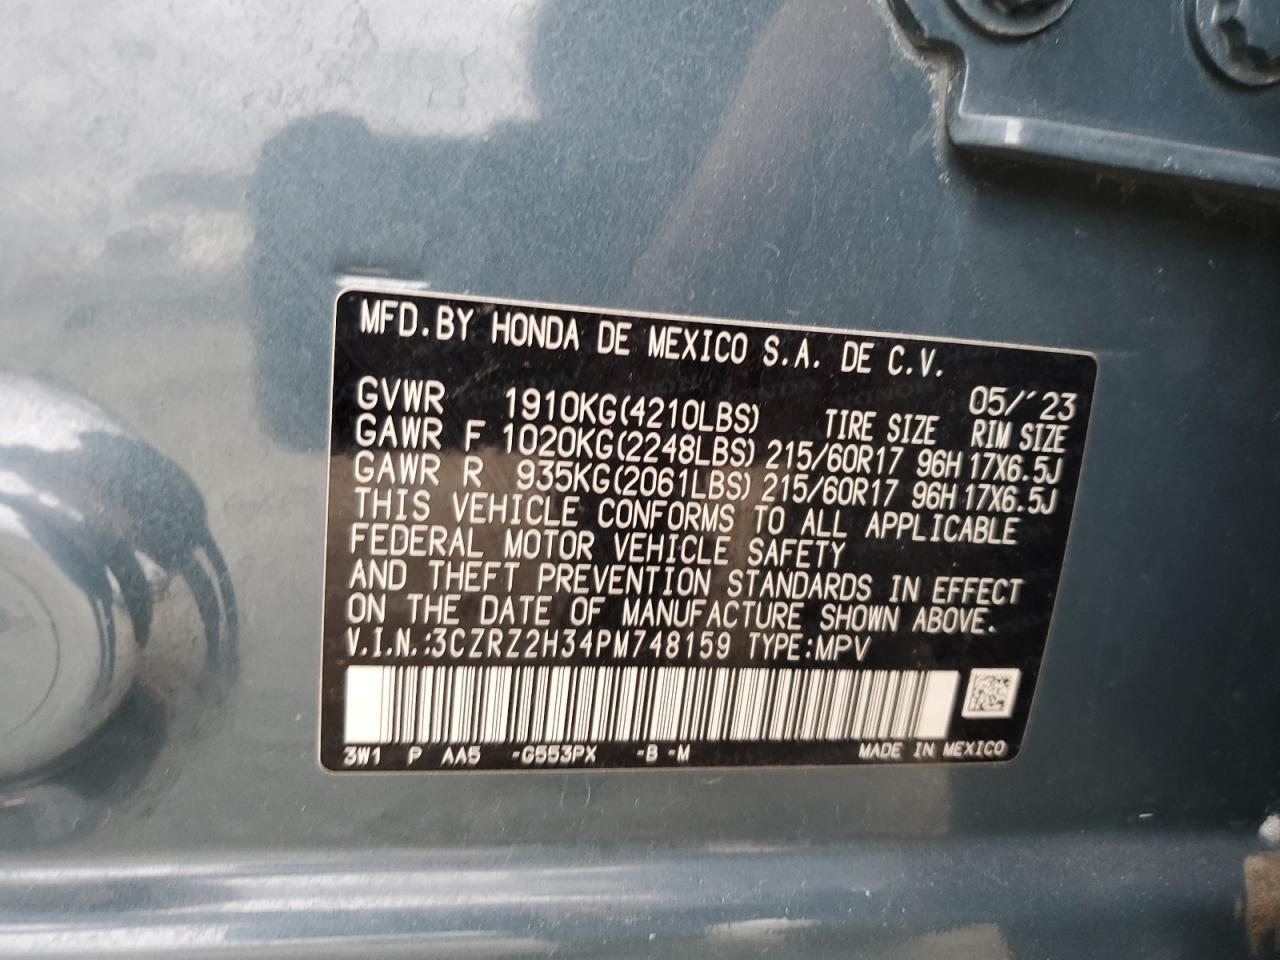 MFD.BY HONDA DE MEXICO S.A. DE C.V.
05/´23
GVWR 1910KG(4210LBS) TIRE SIZE RIM SIZE
GAWR F 1020KG(2248LBS) 215/60R17 96H 17X6.5J
GAWR R 935KG(2061LBS) 215/60R17 96H 17X6.5J
THIS VEHICLE CONFORMS TO ALL APPLICABLE
FEDERAL MOTOR VEHICLE SAFETY
AND THEFT PREVENTION STANDARDS IN EFFECT
ON THE DATE OF MANUFACTURE SHOWN ABOVE.
V.I.N.:3CZRZ2H34PM748159 TYPE:MPV
3W1 P AA5 -G553PX -B -M MADE IN MEXICO